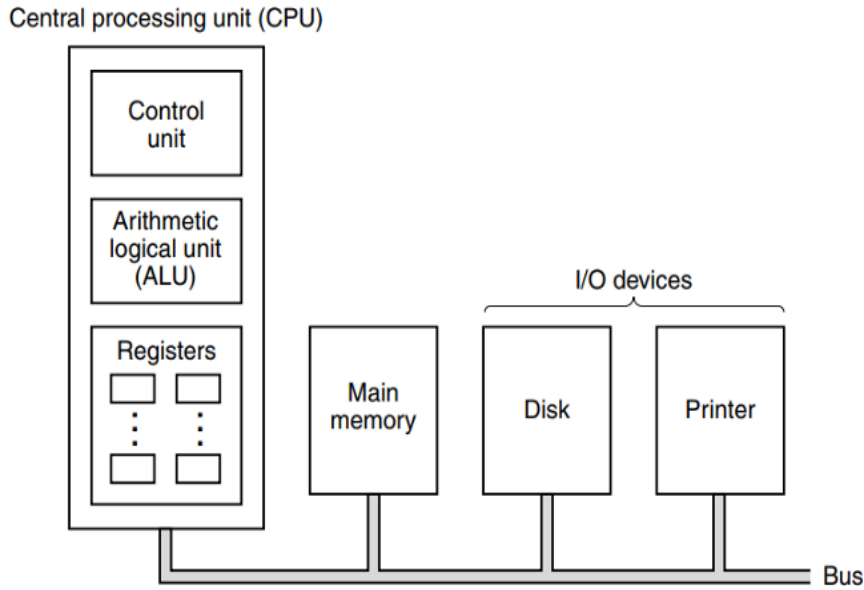 Central processing unit (CPU)
Control
unit
Arithmetic
logical unit
(ALU)
Registers
I/O devices
Main
memory
Disk
Printer
Bus